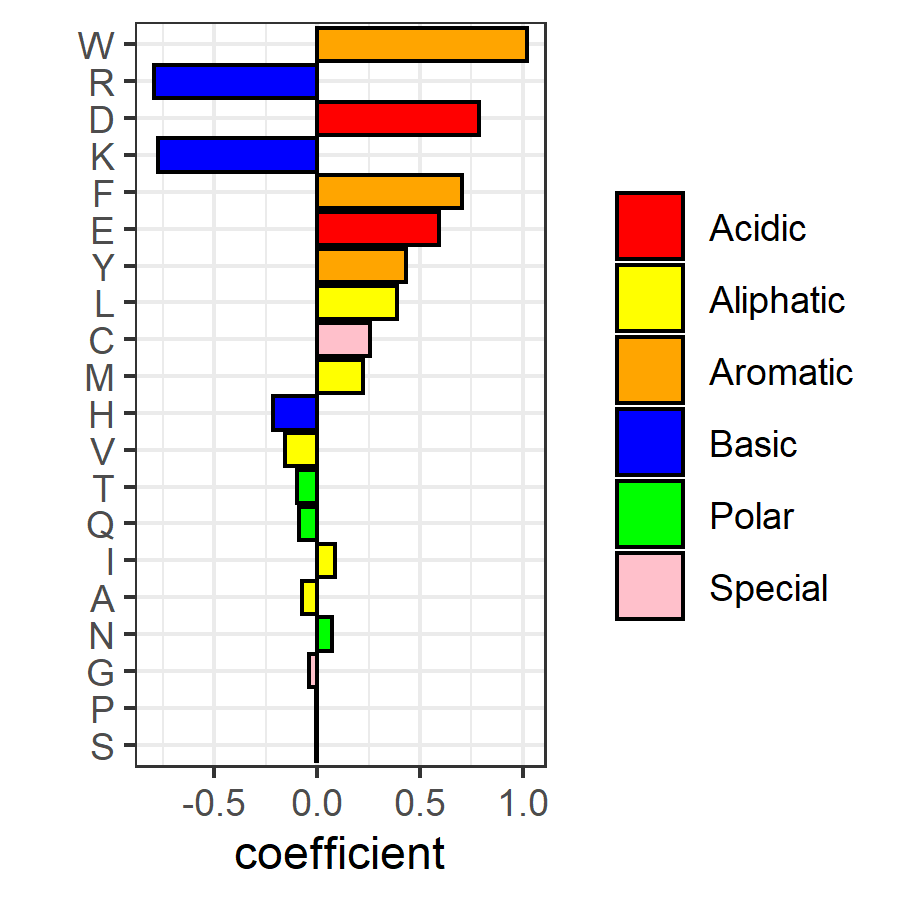 W
R
D
K
F
E
Y
L
C
M
H
V
T
Q
I
A
N
G
P
S
-0.5 0.0 0.5 1.0
coefficient
Acidic
Aliphatic
Aromatic
Basic
Polar
Special